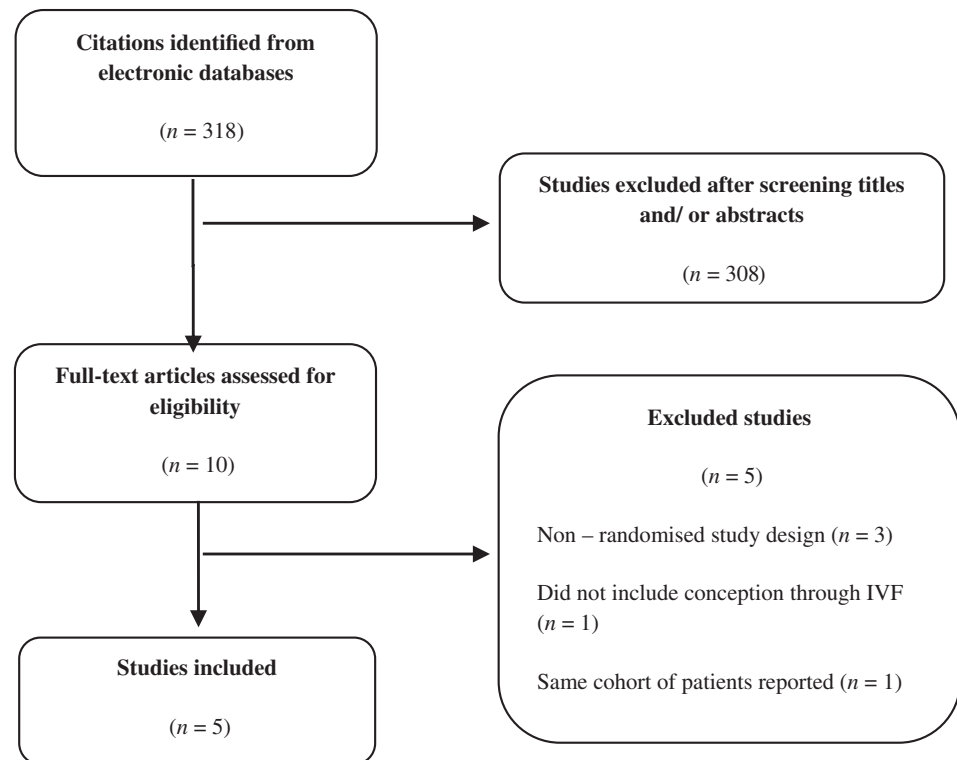 Citations identified from
electronic databases
(n = 318)
Studies excluded after screening titles
and/ or abstracts
(n = 308)
Full-text articles assessed for
eligibility
(n = 10)
Excluded studies
(n = 5)
Non – randomised study design (n = 3)
Did not include conception through IVF
(n = 1)
Same cohort of patients reported (n = 1)
Studies included
(n = 5)